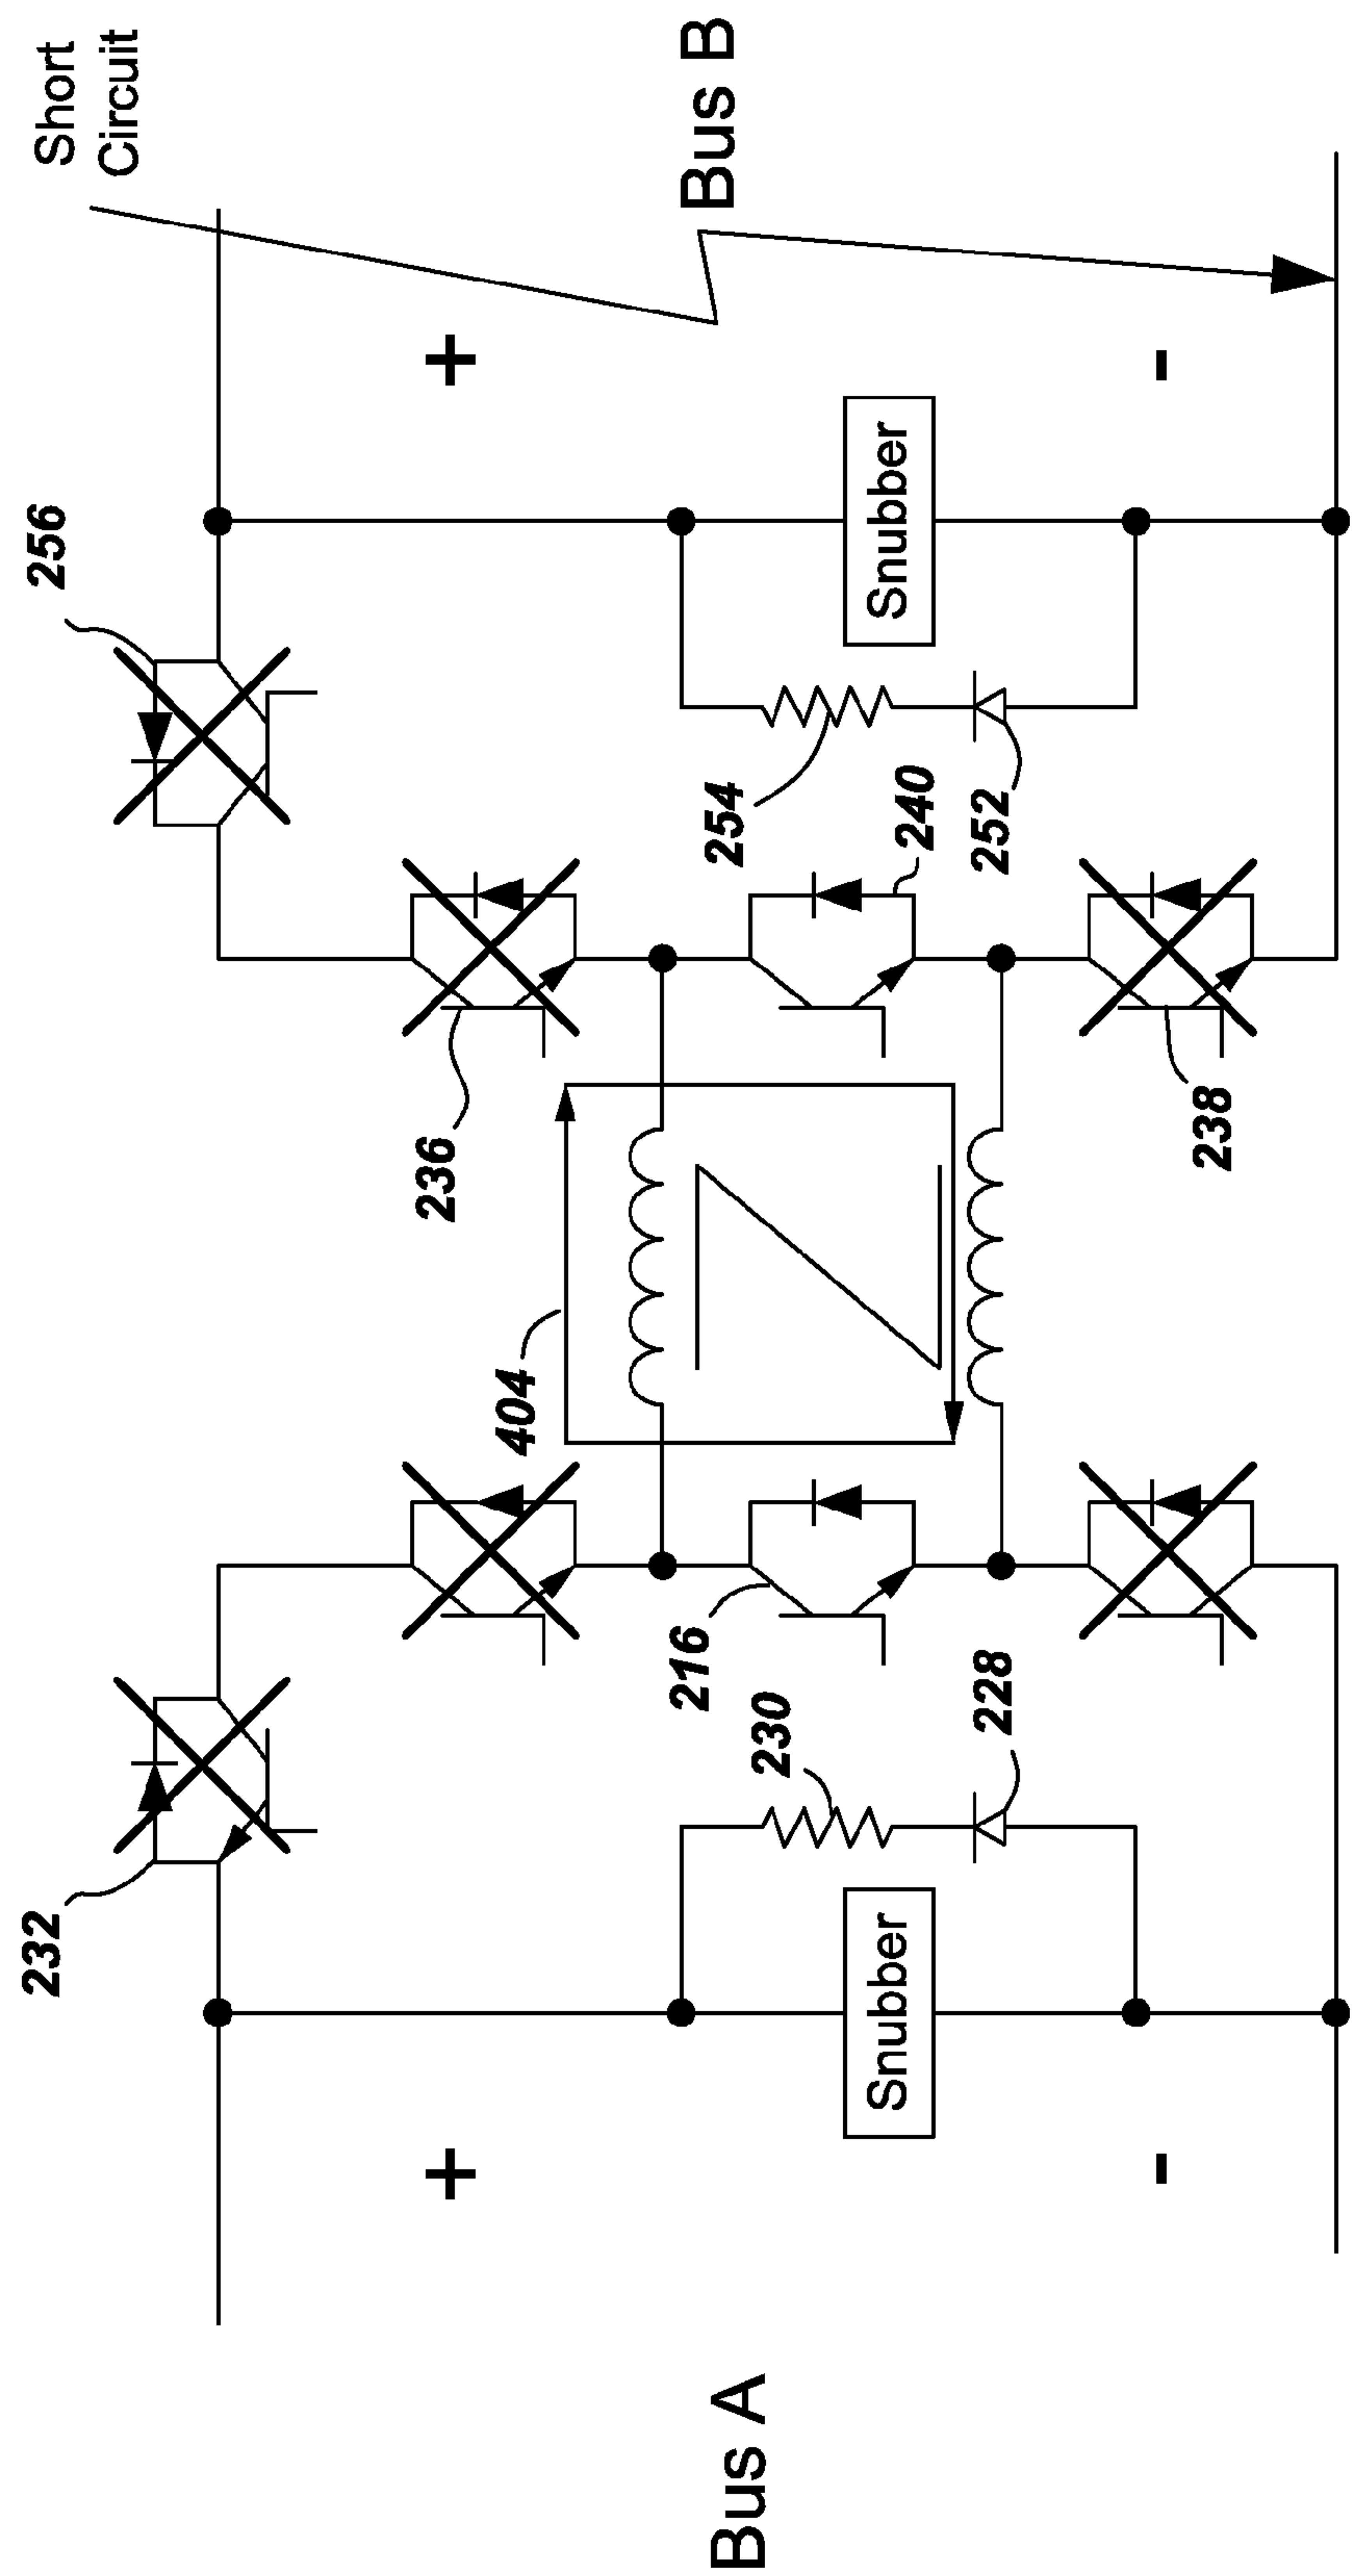 Short
Circuit
256
232
+
+
236
404
Bus A
Bus B
254
240
216
230
Snubber
Snubber
252
228
-
-
238